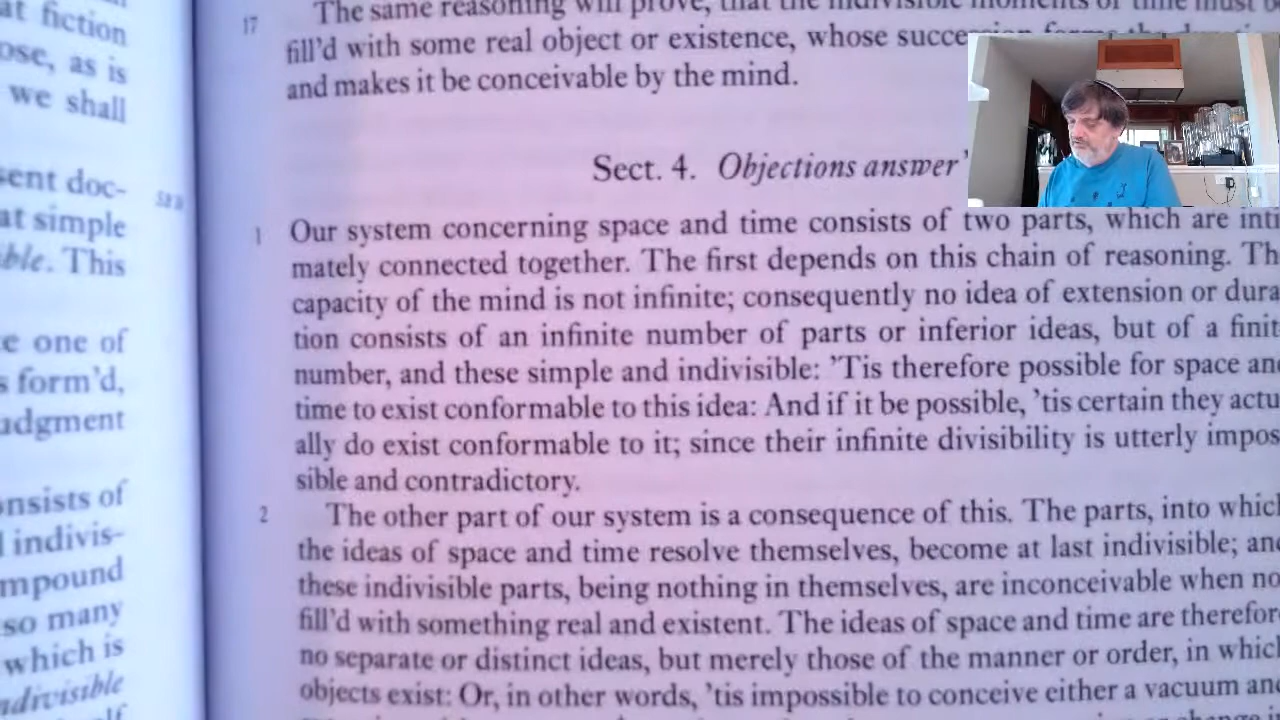 at fiction
ose, as is
we shall
sent doc-
at simple
ble. This
e one of
s form'd,
udgment
onsists of
l indivis-
mpound
so many
which is
ndivisible
17 The same reasoning will prove, that the indivisible moments of time must b
fill'd with some real object or existence, whose succe
and makes it be conceivable by the mind.
Sect. 4. Objections answer'
1 Our system concerning space and time consists of two parts, which are inti
mately connected together. The first depends on this chain of reasoning. Th
capacity of the mind is not infinite; consequently no idea of extension or dura
tion consists of an infinite number of parts or inferior ideas, but of a finit
number, and these simple and indivisible: 'Tis therefore possible for space an
time to exist conformable to this idea: And if it be possible, 'tis certain they actu
ally do exist conformable to it; since their infinite divisibility is utterly impos
sible and contradictory.
2 The other part of our system is a consequence of this. The parts, into which
the ideas of space and time resolve themselves, become at last indivisible; and
these indivisible parts, being nothing in themselves, are inconceivable when no
fill'd with something real and existent. The ideas of space and time are therefor
no separate or distinct ideas, but merely those of the manner or order, in which
objects exist: Or, in other words, 'tis impossible to conceive either a vacuum and